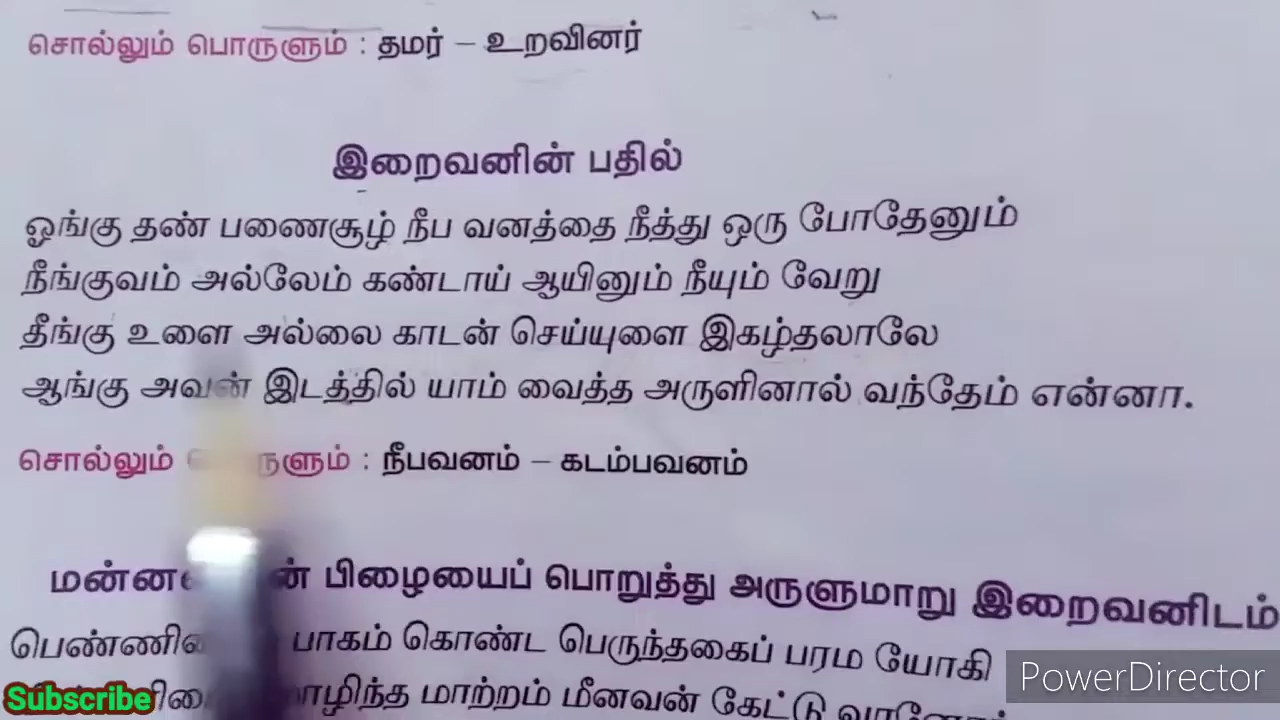 சொல்லும் பொருளும் : தமர் – உறவினர்
இறைவனின் பதில்
ஓங்கு தண் பணைசூழ் நீப வனத்தை நீத்து ஒரு போதேனும்
நீங்குவம் அல்லேம் கண்டாய் ஆயினும் நீயும் வேறு
தீங்கு உளை அல்லை காடன் செய்யுளை இகழ்தலாலே
ஆங்கு அவன் இடத்தில் யாம் வைத்த அருளினால் வந்தேம் என்னா.
சொல்லும் பொருளும் : நீபவனம் – கடம்பவனம்
பிழையைப் பொறுத்து அருளுமாறு இறைவனிடம்
பாகம் கொண்ட பெருந்தகைப் பரம யோகி
மாற்றம் மீனவன் கேட்டு
Subscribe
PowerDirector